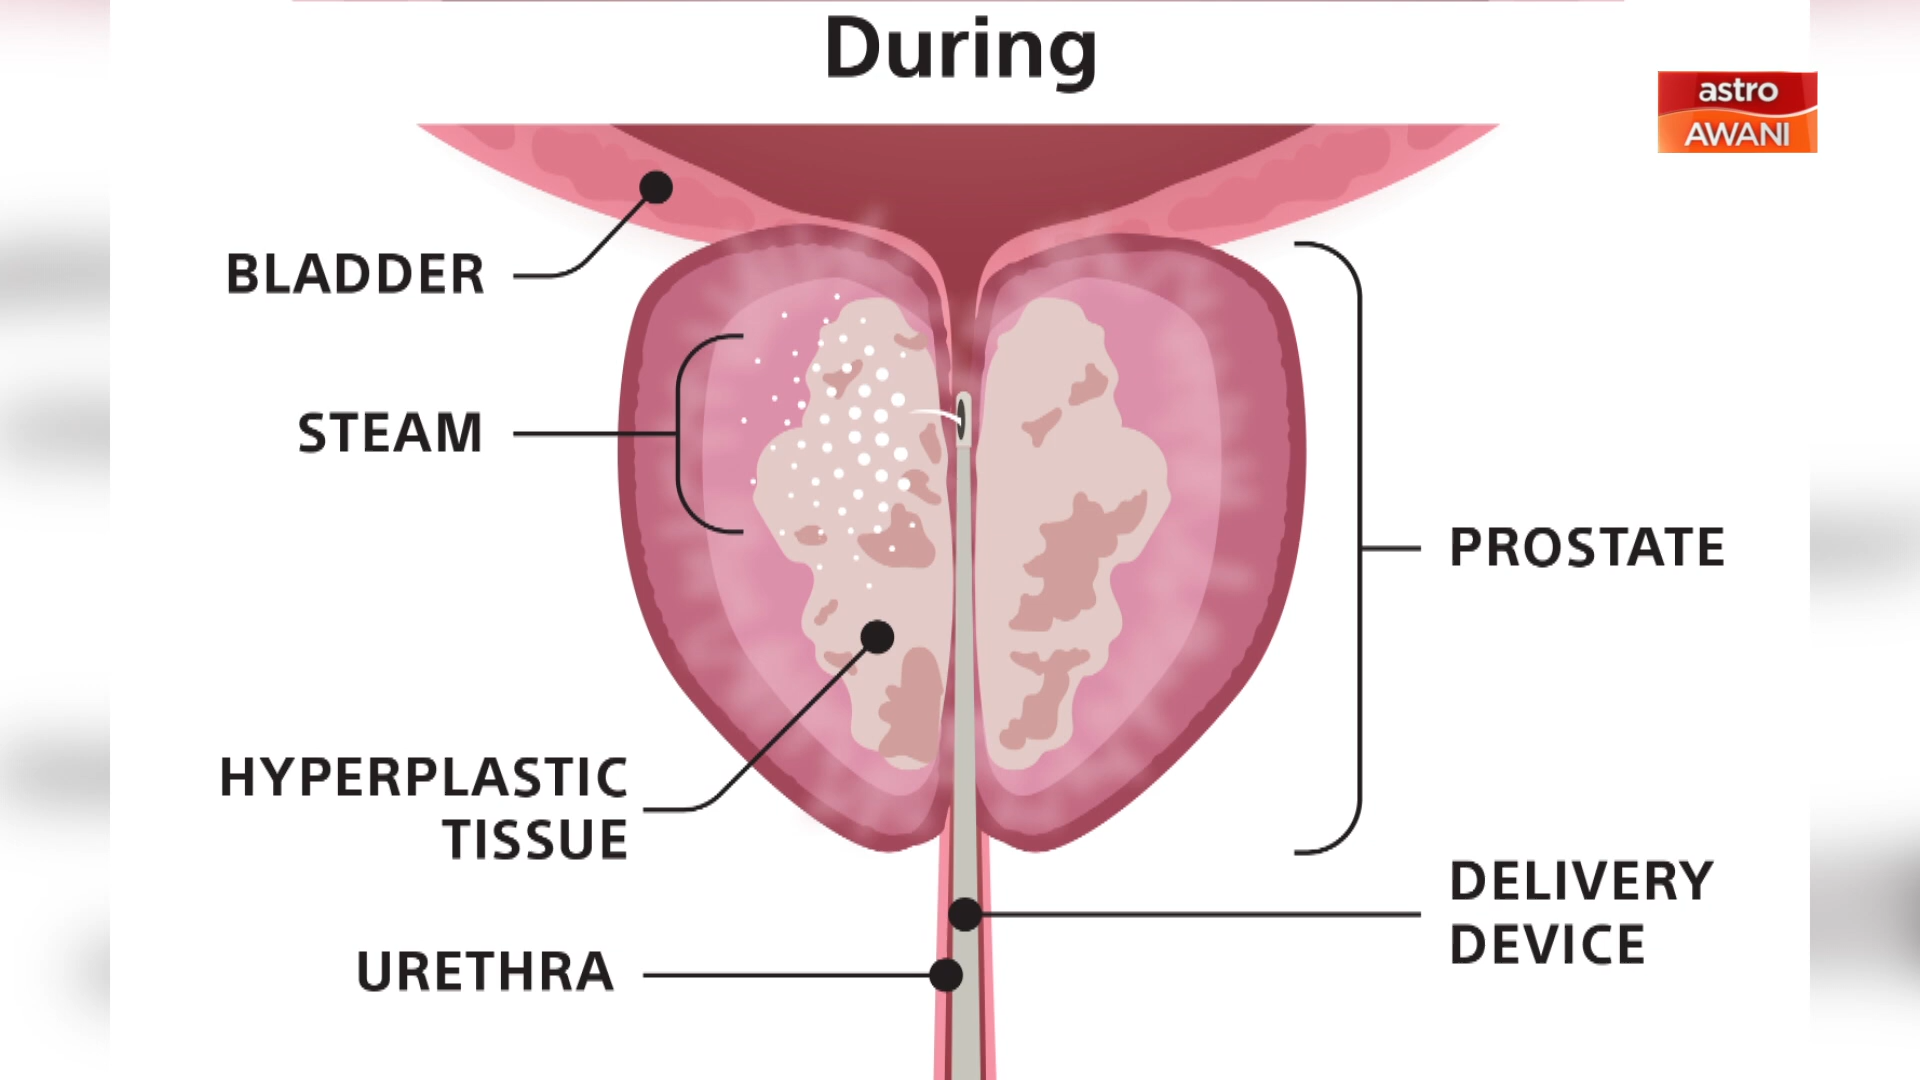 During
astro
AWANI
BLADDER
STEAM
PROSTATE
HYPERPLASTIC
TISSUE
DELIVERY
DEVICE
URETHRA